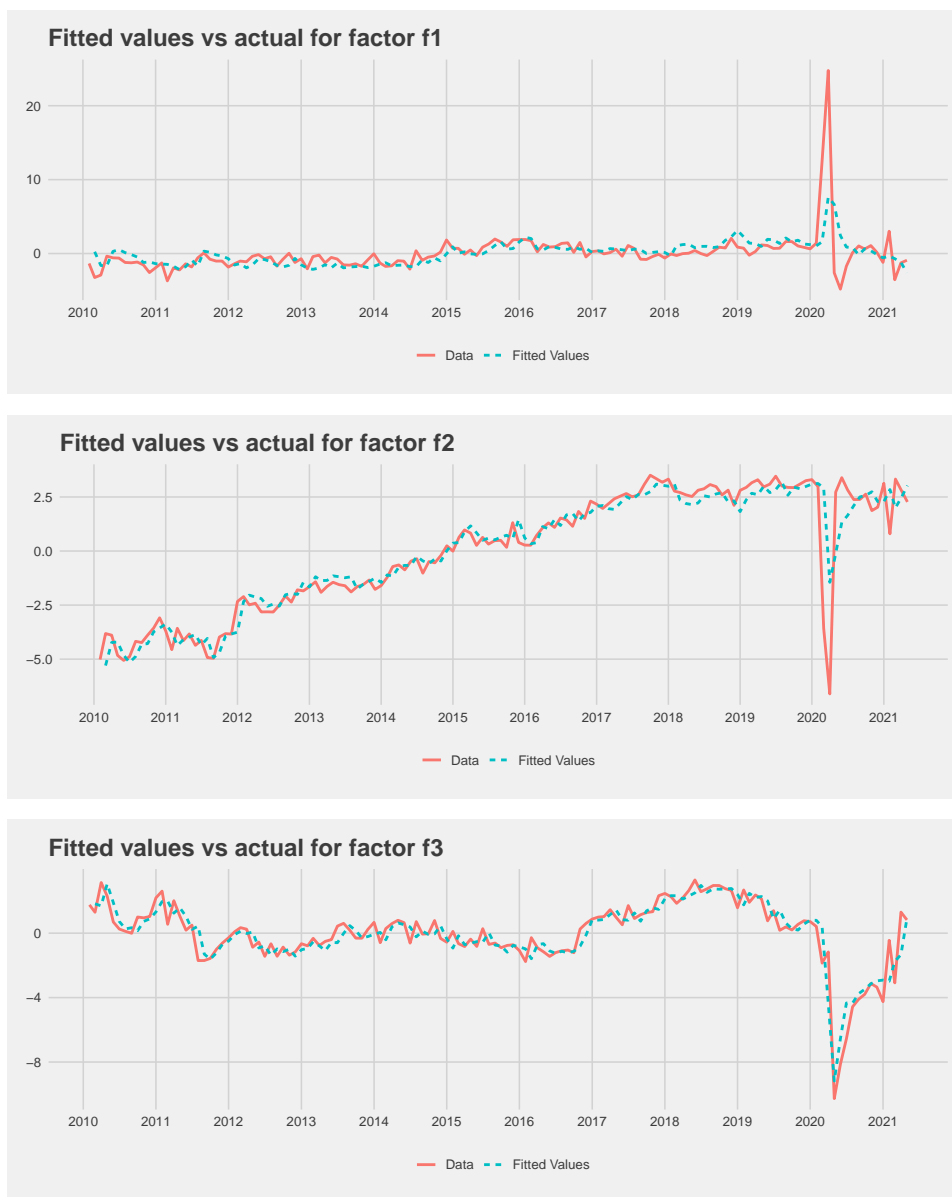 Fitted values vs actual for factor f1
20
10
0
2010 2011 2012 2013 2014 2015 2016 2017 2018 2019 2020 2021
Data Fitted Values
Fitted values vs actual for factor f2
2.5
0.0
−2.5
−5.0
2010 2011 2012 2013 2014 2015 2016 2017 2018 2019 2020 2021
Data Fitted Values
Fitted values vs actual for factor f3
0
−4
−8
2010 2011 2012 2013 2014 2015 2016 2017 2018 2019 2020 2021
Data Fitted Values